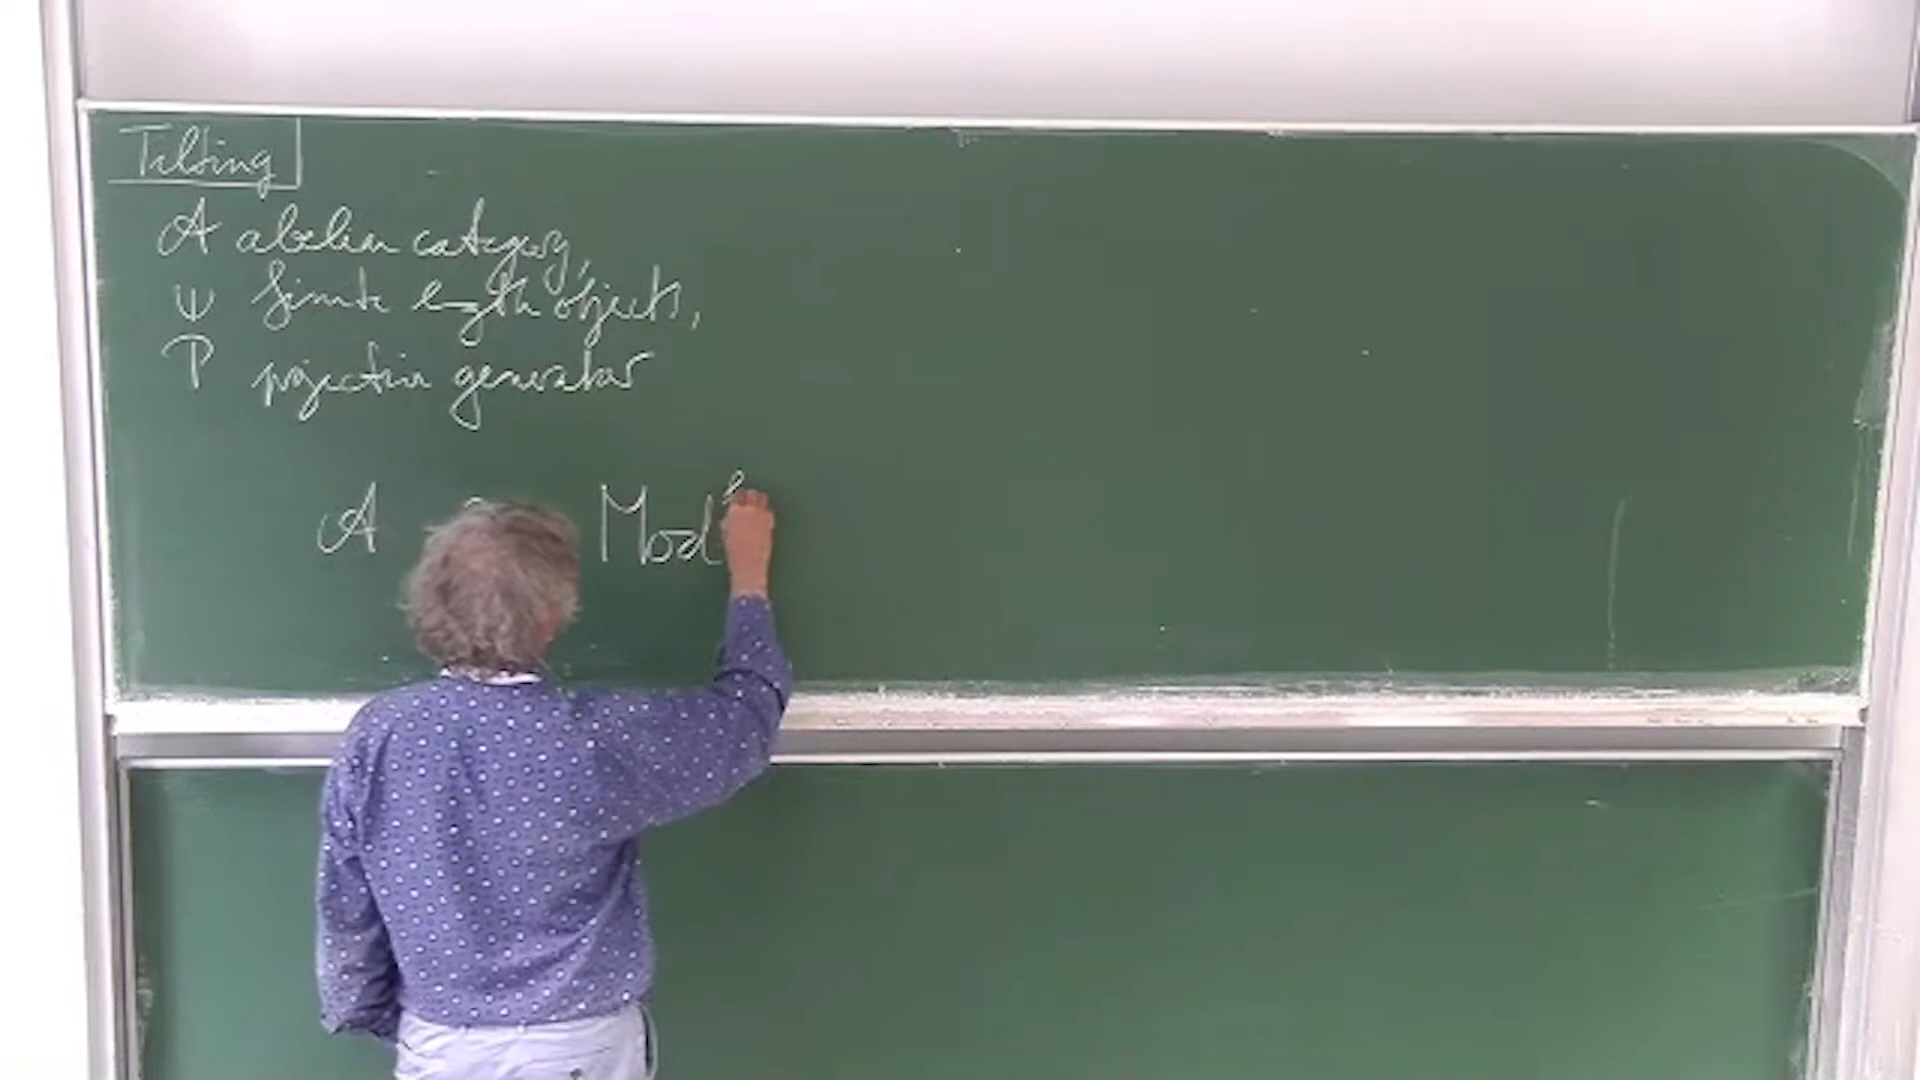 Tilting
A abelian category,
Ψ finite length objects,
P projective generator
A Mod